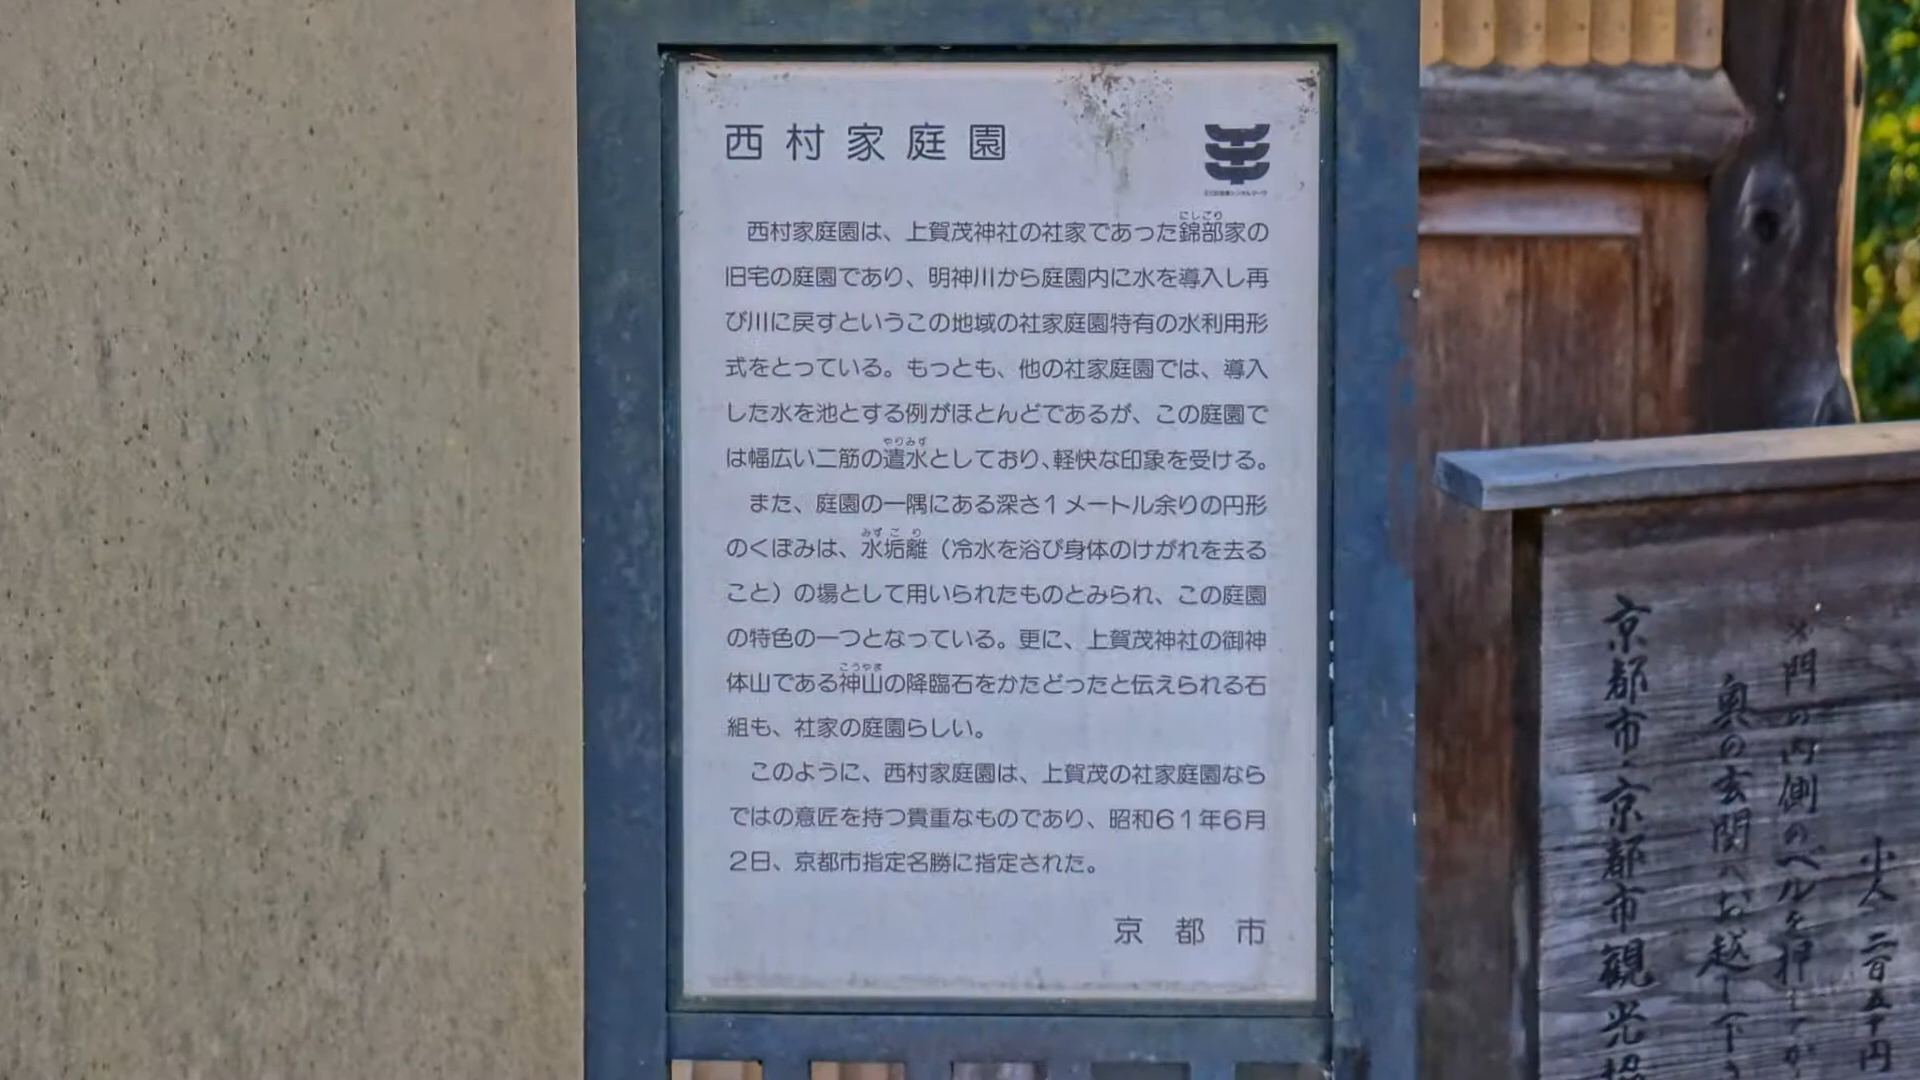 西村家庭園
西村家庭園は、上賀茂神社の社家であった錦部家の
にしごり
旧宅の庭園であり、明神川から庭園内に水を導入し再
び川に戻すというこの地域の社家庭園特有の水利用形
式をとっている。もっとも、他の社家庭園では、導入
した水を池とする例がほとんどであるが、この庭園で
やりみず
は幅広い二筋の遣水としており、軽快な印象を受ける。
また、庭園の一隅にある深さ1メートル余りの円形
みずごり
のくぼみは、水垢離（冷水を浴び身体のけがれを去る
こと）の場として用いられたものとみられ、この庭園
の特色の一つとなっている。更に、上賀茂神社の御神
こうやま
体山である神山の降臨石をかたどったと伝えられる石
組も、社家の庭園らしい。
このように、西村家庭園は、上賀茂の社家庭園なら
ではの意匠を持つ貴重なものであり、昭和61年6月
2日、京都市指定名勝に指定された。
京都市
小人 二百五十円
※門の内側のベルを押してから
奥の玄関へお越し下さ
京都市・京都市観光協